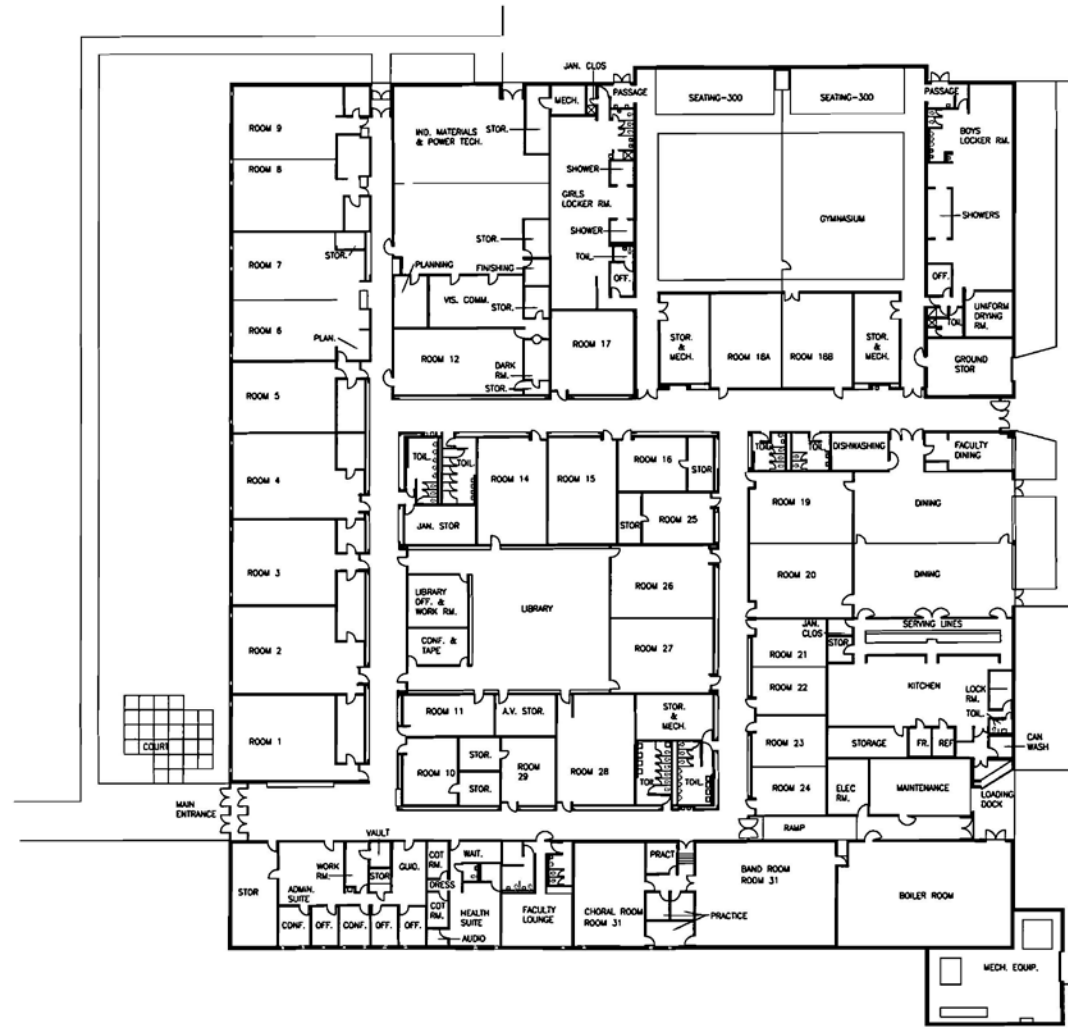 JAN. CLOS
PASSAGE
SEATING-300
SEATING-300
PASSAGE
MECH.
ROOM 9
IND. MATERIALS
& POWER TECH.
STOR.
BOYS
LOCKER RM.
ROOM 8
SHOWER
GIRLS
LOCKER RM.
SHOWERS
GYMNASIUM
SHOWER
STOR.
STOR.
TOIL.
ROOM 7
PLANNING
FINISHING
OFF.
OFF.
VIS. COMM.
STOR.
UNIFORM
DRYING
RM.
TOIL.
ROOM 6
PLAN.
ROOM 12
DARK
RM.
STOR.
ROOM 17
STOR.
&
MECH.
ROOM 18A
ROOM 18B
STOR.
&
MECH.
GROUND
STOR
ROOM 5
TOIL.
TOIL.
ROOM 14
ROOM 15
ROOM 16
STOR
TOIL.
TOIL.
DISHWASHING
FACULTY
DINING
ROOM 4
ROOM 19
DINING
JAN. STOR
STOR
ROOM 25
ROOM 3
LIBRARY
OFF. &
WORK RM.
LIBRARY
ROOM 26
ROOM 20
DINING
CONF. &
TAPE
ROOM 2
ROOM 27
JAN.
CLOS
STOR
SERVING LINES
ROOM 21
ROOM 22
KITCHEN
LOCK
RM.
TOIL.
ROOM 11
A.V. STOR.
STOR.
&
MECH.
COURT
ROOM 1
ROOM 23
STORAGE
FR.
REF
CAN
WASH
STOR.
ROOM 10
ROOM
29
ROOM 28
TOIL.
TOIL.
STOR.
ROOM 24
ELEC
RM.
MAINTENANCE
LOADING
DOCK
MAIN
ENTRANCE
RAMP
VAULT
STOR
WORK
RM.
ADMN.
SUITE
STOR
GUID.
COT
RM.
WAIT.
PRACT
BAND ROOM
ROOM 31
DRESS
COT
RM.
BOILER ROOM
HEALTH
SUITE
FACULTY
LOUNGE
CHORAL ROOM
ROOM 31
PRACTICE
CONF.
OFF.
CONF.
OFF.
OFF.
AUDIO
MECH. EQUIP.